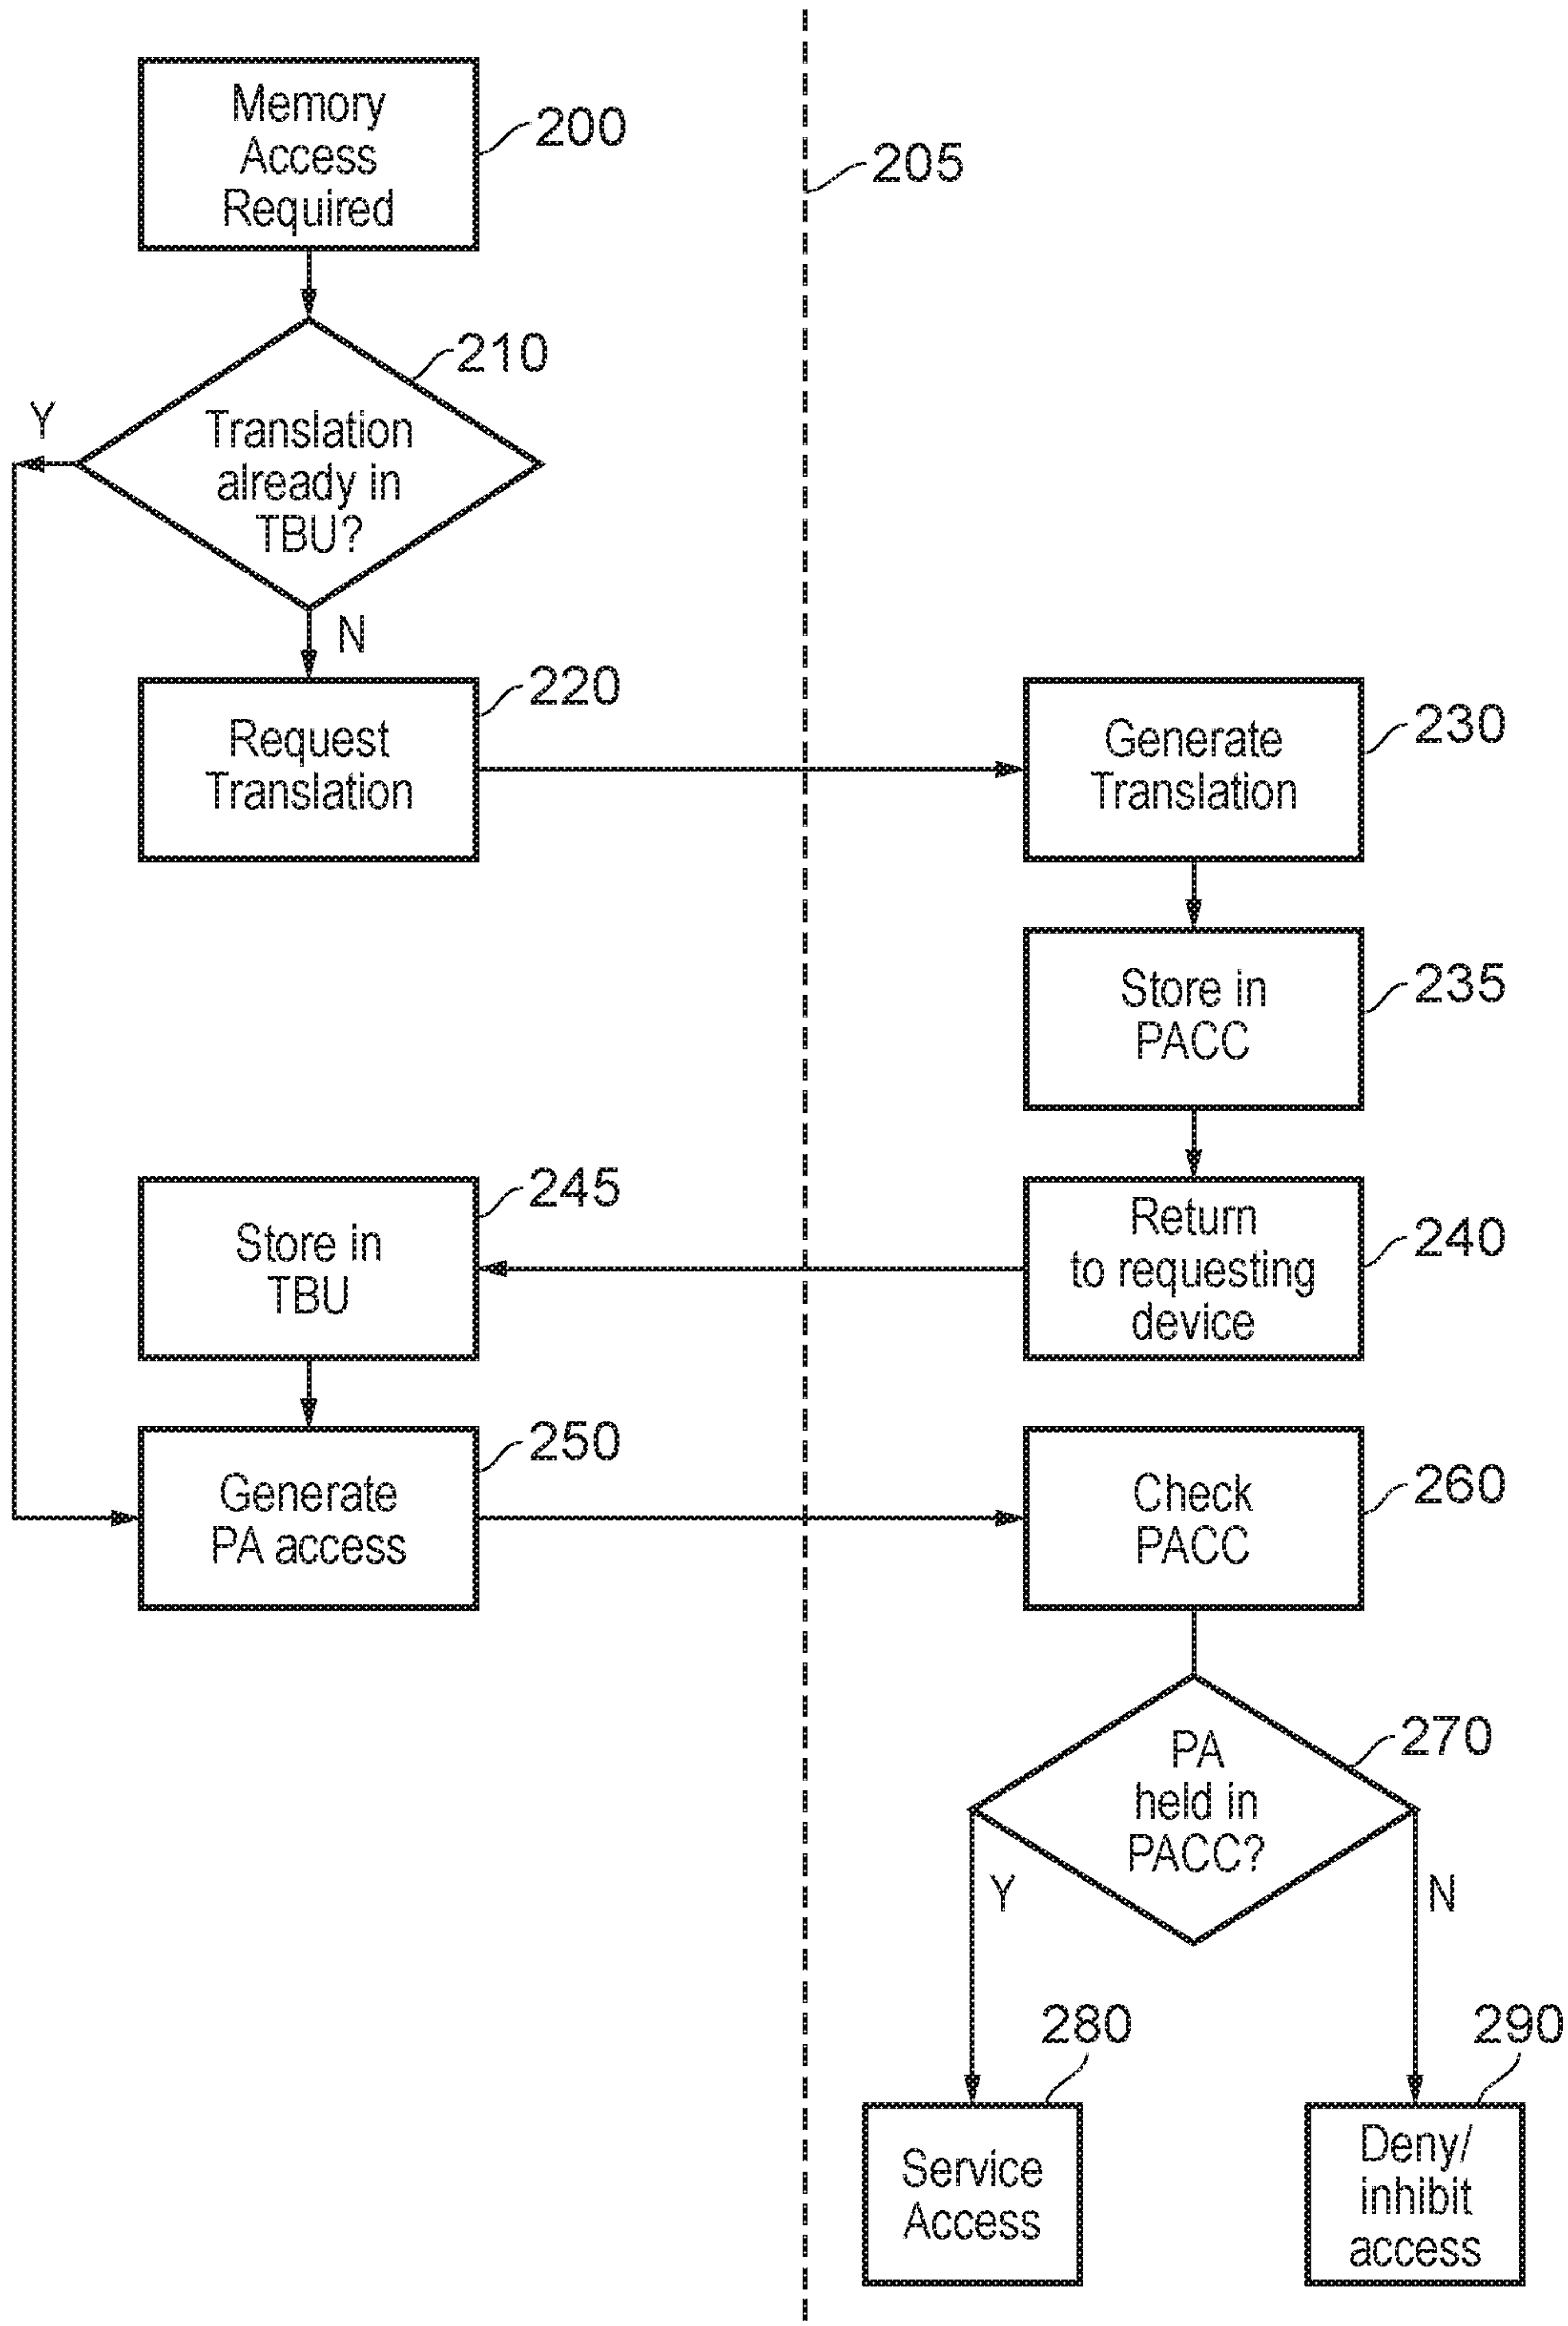 Memory
Access
Required
200
205
210
Translation
already in
TBU?
Y
N
Request
Translation
220
Generate
Translation
230
Store in
PACC
235
Return
to requesting
device
240
Store in
TBU
245
Generate
PA access
250
Check
PACC
260
PA
held in
PACC?
270
Y
N
280
Service
Access
290
Deny/
inhibit
access